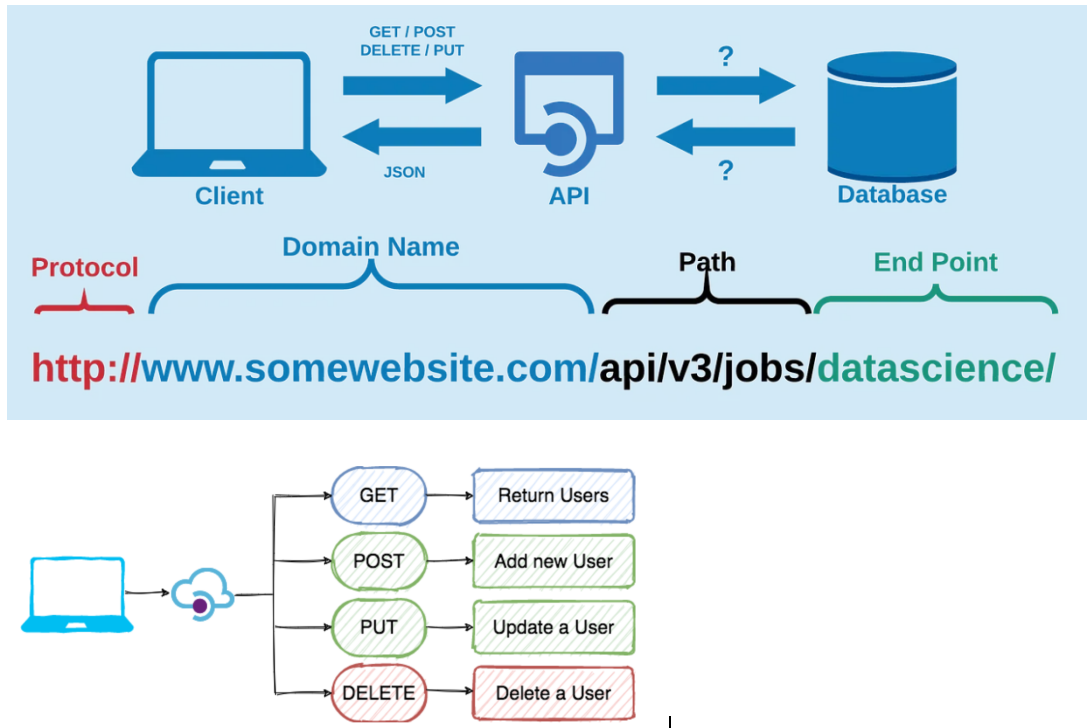 GET / POST
DELETE / PUT
?
JSON
?
Client
API
Database
Protocol
Domain Name
Path
End Point
http://www.somewebsite.com/api/v3/jobs/datascience/
GET
Return Users
POST
Add new User
PUT
Update a User
DELETE
Delete a User